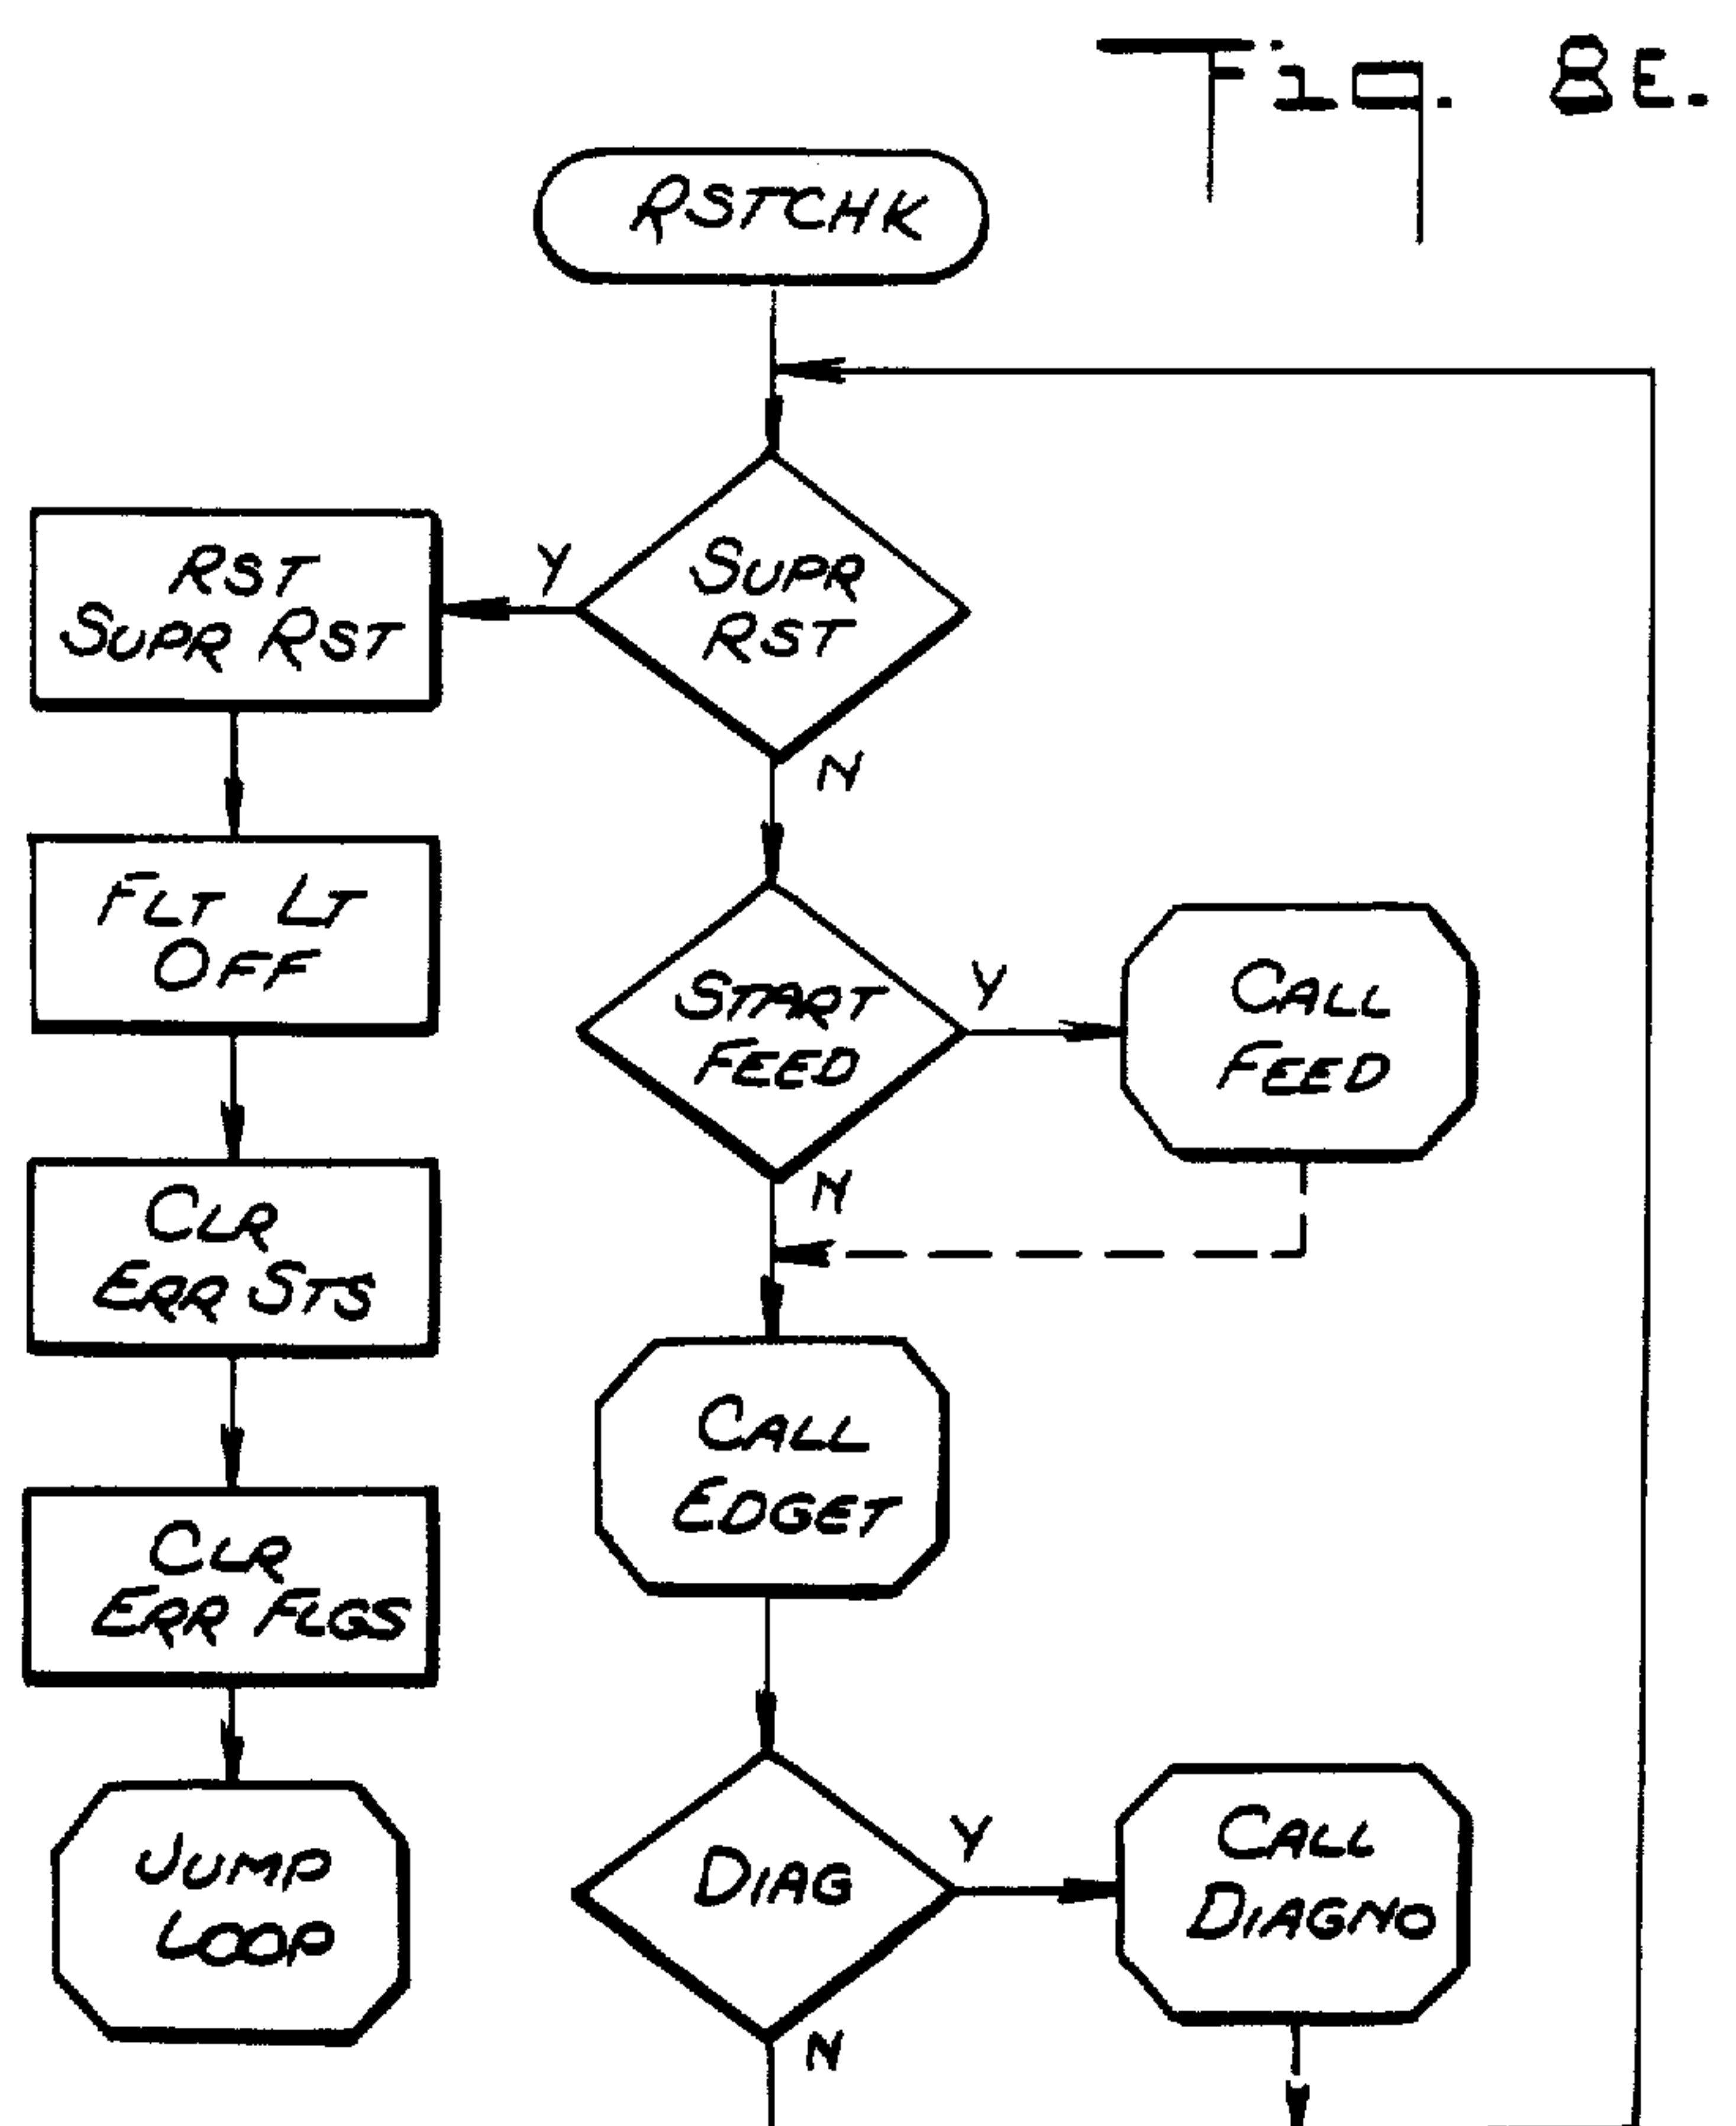 Fig. 8E.
RSTCHK
SUPR
RST
Y
N
RST
SUPR RST
FLT LT
OFF
CLR
ERR STS
CLR
ERR FLGS
JUMP
LOOP
START
FEED
Y
N
CALL
FEED
CALL
EDGET
DIAG
Y
N
CALL
DIAGNO